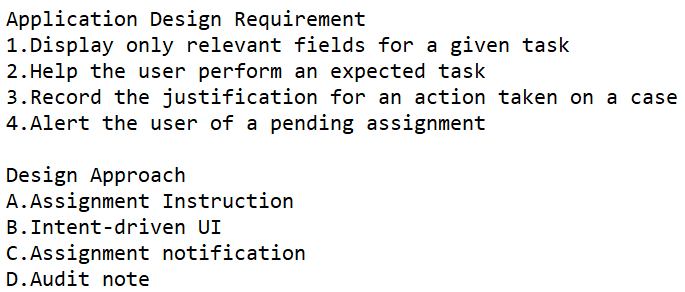 Application Design Requirement
1.Display only relevant fields for a given task
2.Help the user perform an expected task
3.Record the justification for an action taken on a case
4.Alert the user of a pending assignment
Design Approach
A.Assignment Instruction
B.Intent-driven UI
C.Assignment notification
D.Audit note